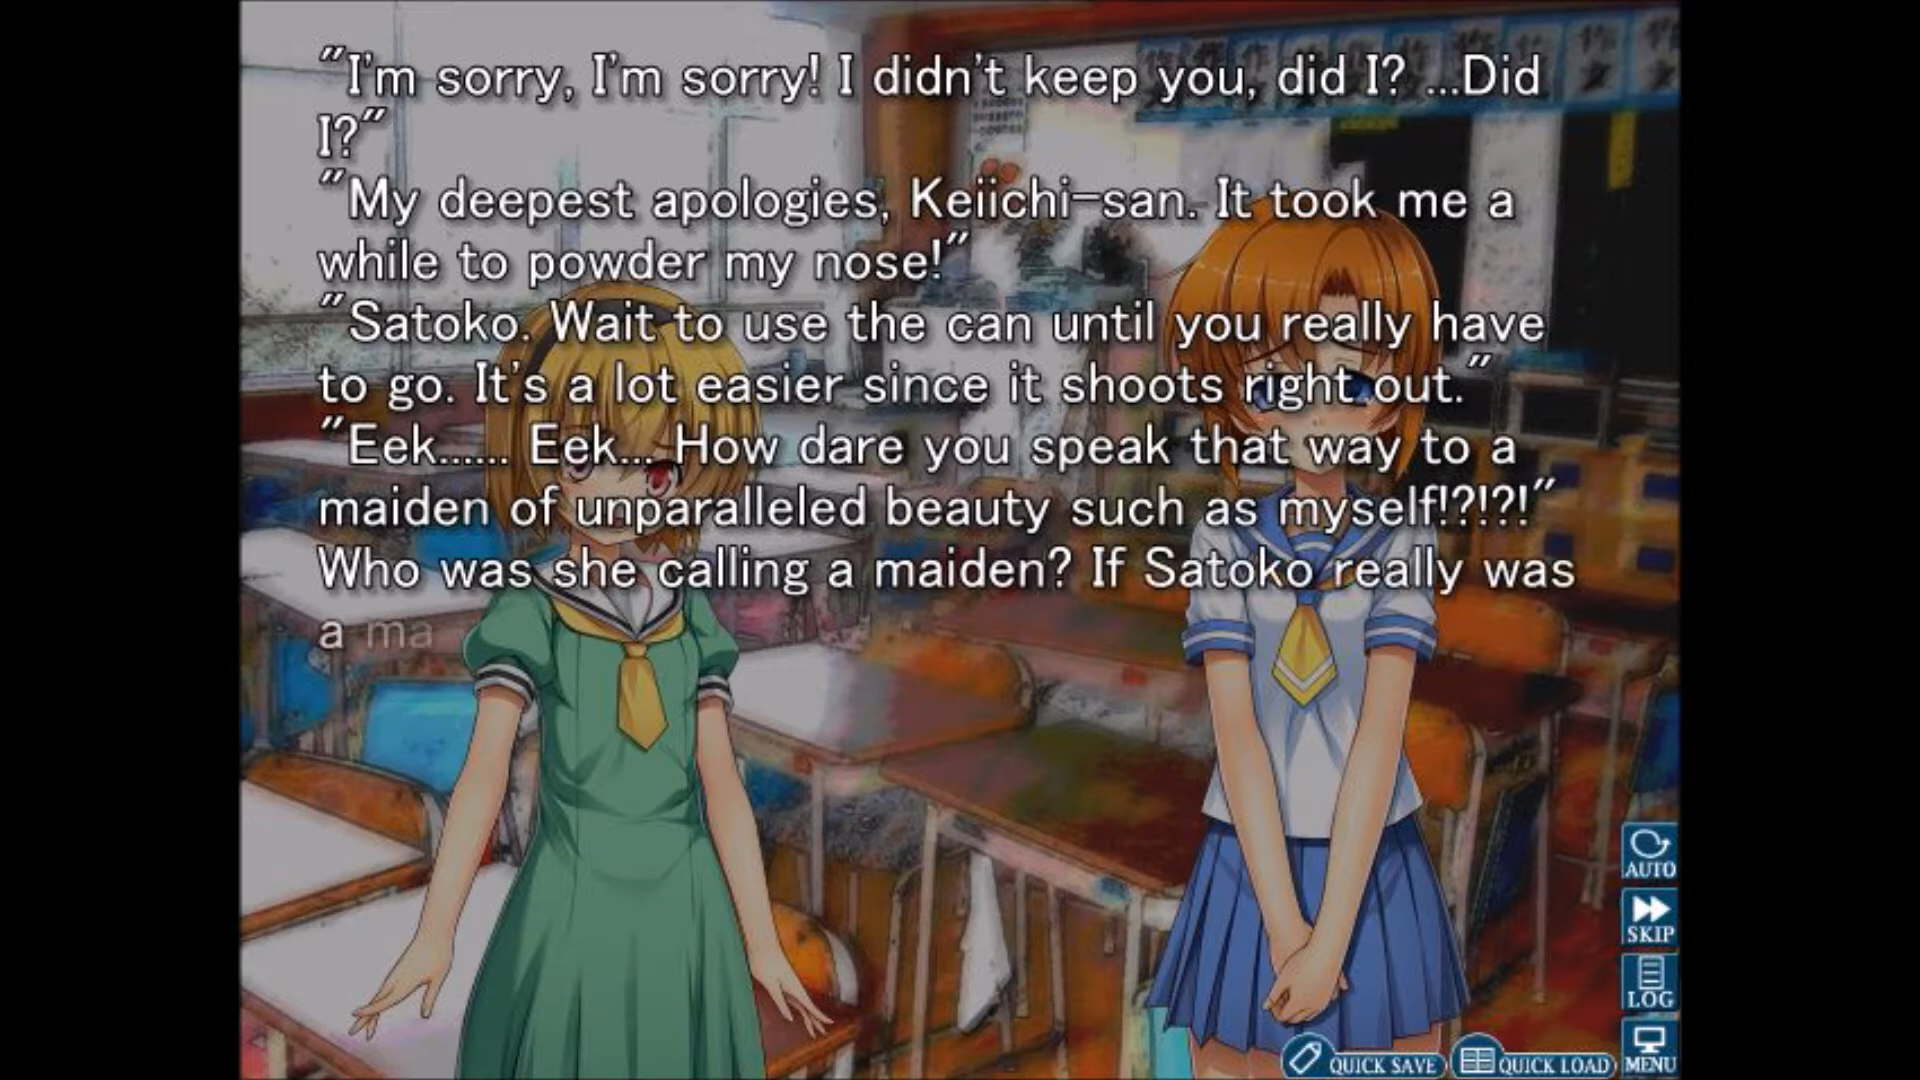 "I'm sorry, I'm sorry! I didn't keep you, did I? ...Did
I?"
"My deepest apologies, Keiichi-san. It took me a
while to powder my nose!"
"Satoko. Wait to use the can until you really have
to go. It's a lot easier since it shoots right out."
"Eek...... Eek... How dare you speak that way to a
maiden of unparalleled beauty such as myself!?!?!"
Who was she calling a maiden? If Satoko really was
a ma
AUTO
SKIP
LOG
MENU
QUICK SAVE
QUICK LOAD